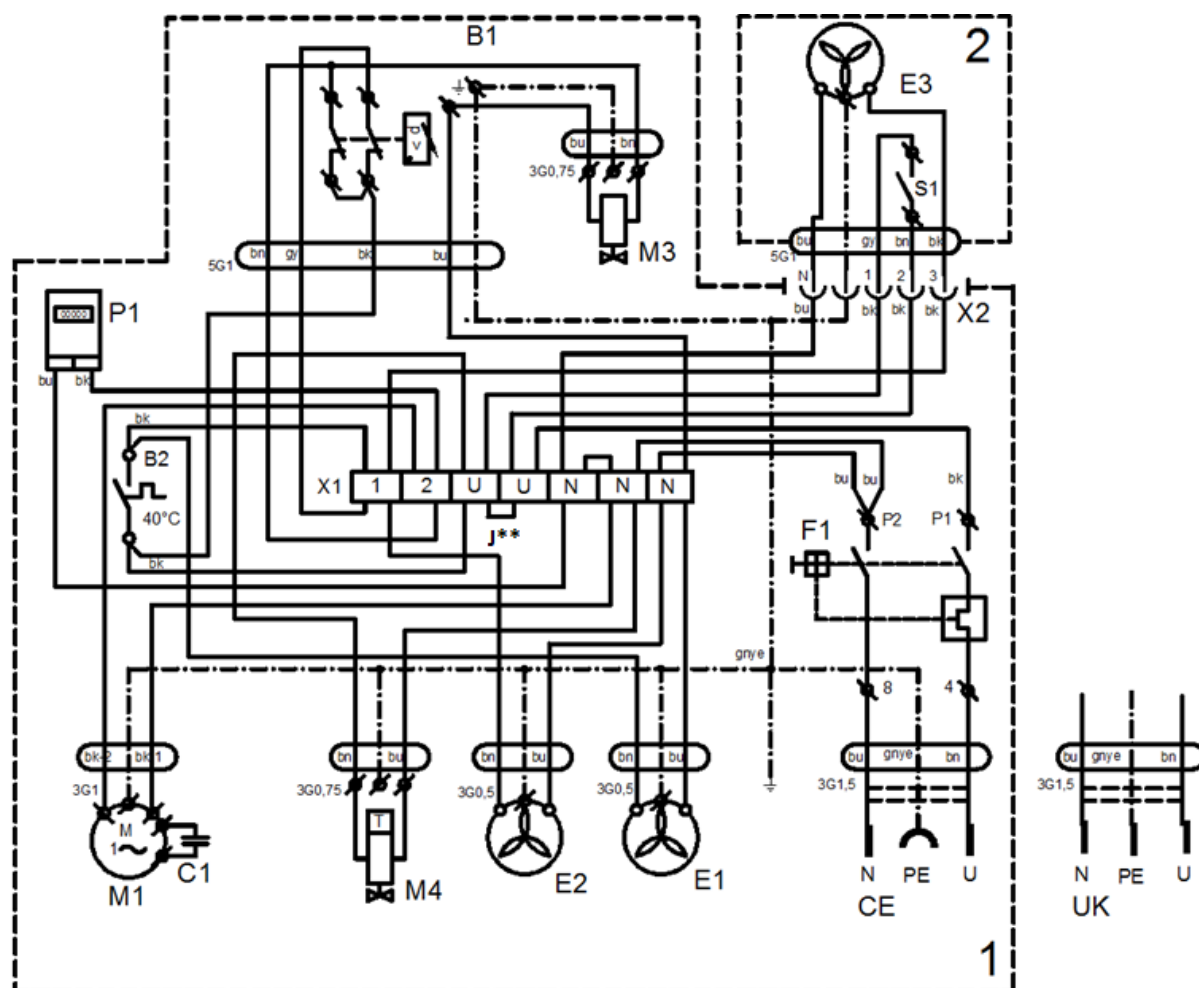 B1
2
E3
bu
bn
3G0,75
S1
M3
bn
gy
bk
bu
5G1
bu
gy
bn
bk
5G1
N
1
2
3
bu
bk
bk
bk
X2
00000
P1
bu
bk
bk
B2
40°C
bk
X1
1
2
U
U
N
N
N
J**
bu
bu
bk
P2
P1
F1
gnye
8
4
bk-2
bk-1
3G1
bn
bu
3G0,75
bn
bu
3G0,5
bn
bu
3G0,5
bu
gnye
bn
3G1,5
bu
gnye
bn
3G1,5
M
1
C1
M1
T
M4
E2
E1
N
PE
U
CE
N
PE
U
UK
1